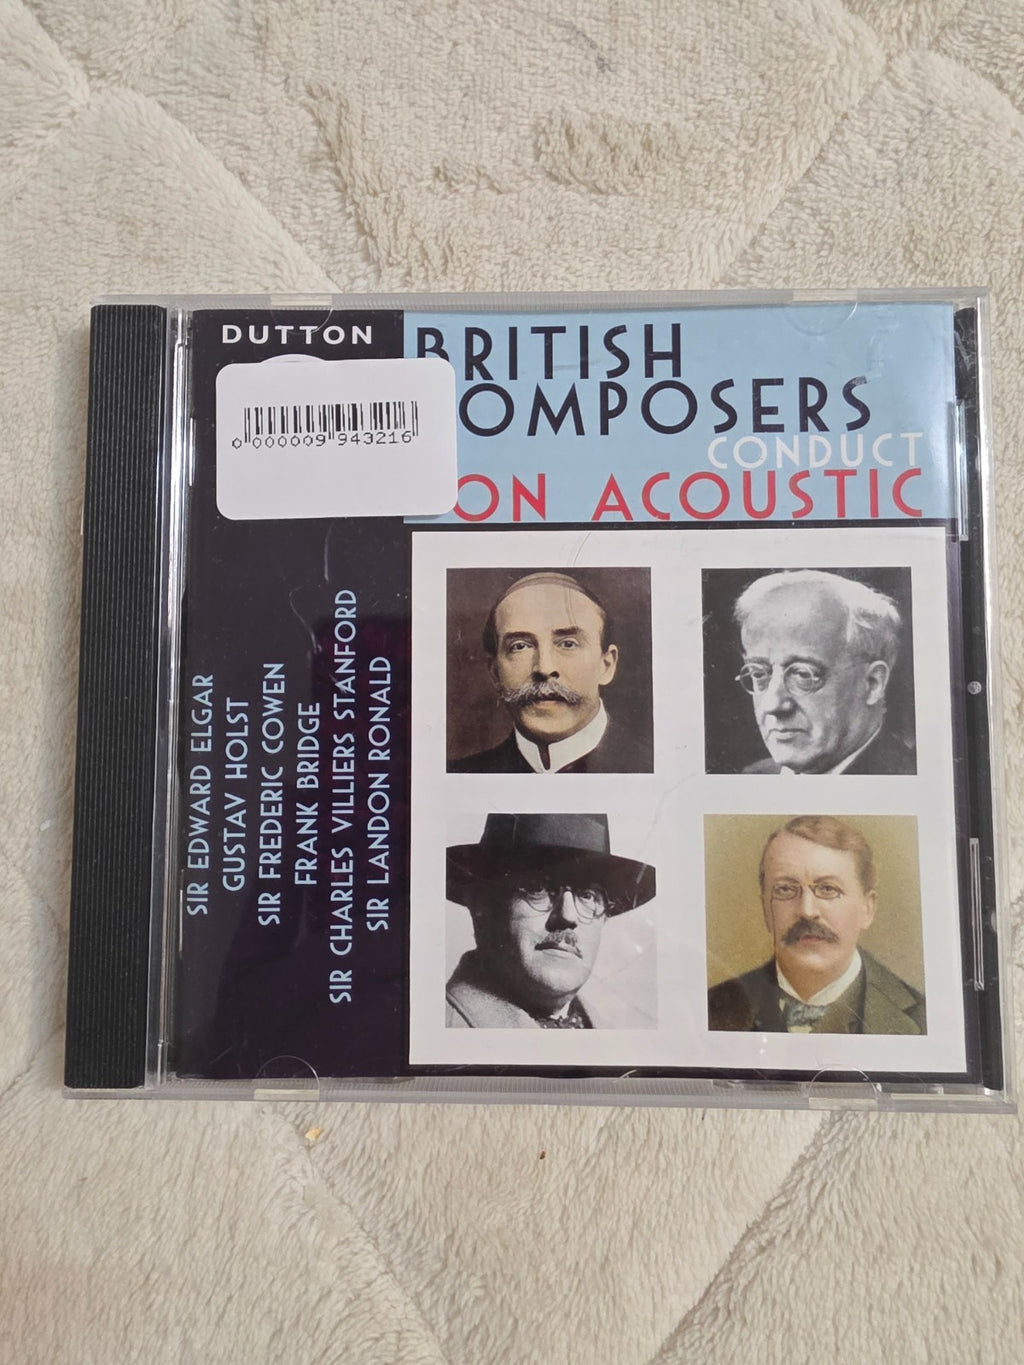 DUTTON
BRITISH
COMPOSERS
CONDUCT
ON ACOUSTIC
0 000009 943216
SIR EDWARD ELGAR
GUSTAV HOLST
SIR FREDERIC COWEN
FRANK BRIDGE
SIR CHARLES VILLIERS STANFORD
SIR LANDON RONALD